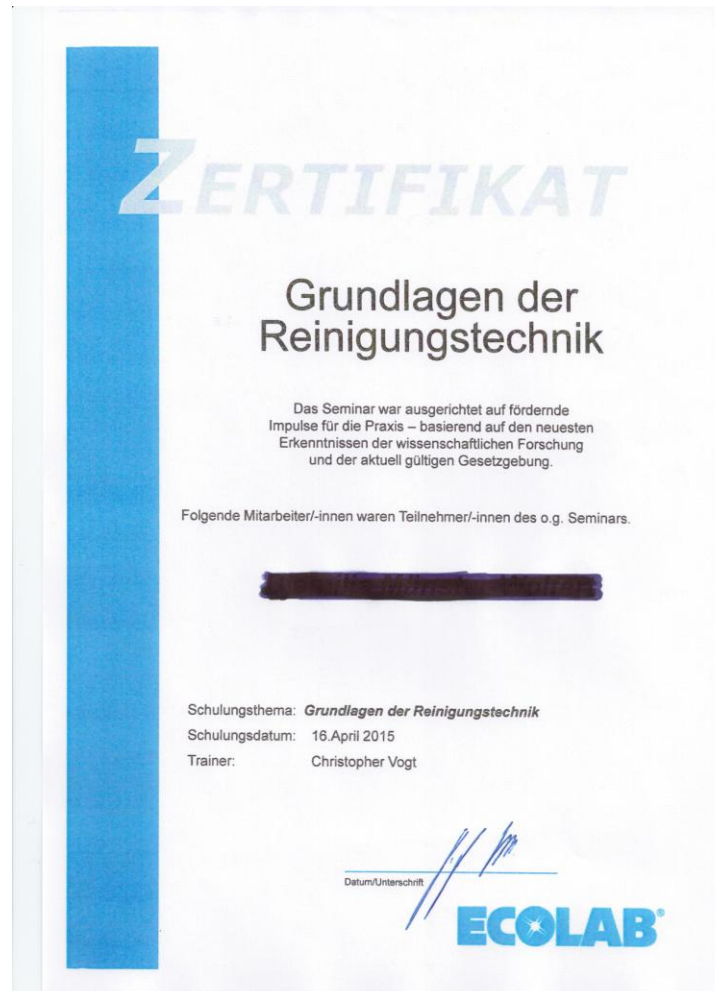 ZERTIFIKAT
Grundlagen der
Reinigungstechnik
Das Seminar war ausgerichtet auf fördernde
Impulse für die Praxis – basierend auf den neuesten
Erkenntnissen der wissenschaftlichen Forschung
und der aktuell gültigen Gesetzgebung.
Folgende Mitarbeiter/-innen waren Teilnehmer/-innen des o.g. Seminars.
Schulungsthema: Grundlagen der Reinigungstechnik
Schulungsdatum: 16.April 2015
Trainer: Christopher Vogt
Datum/Unterschrift
ECOLAB®